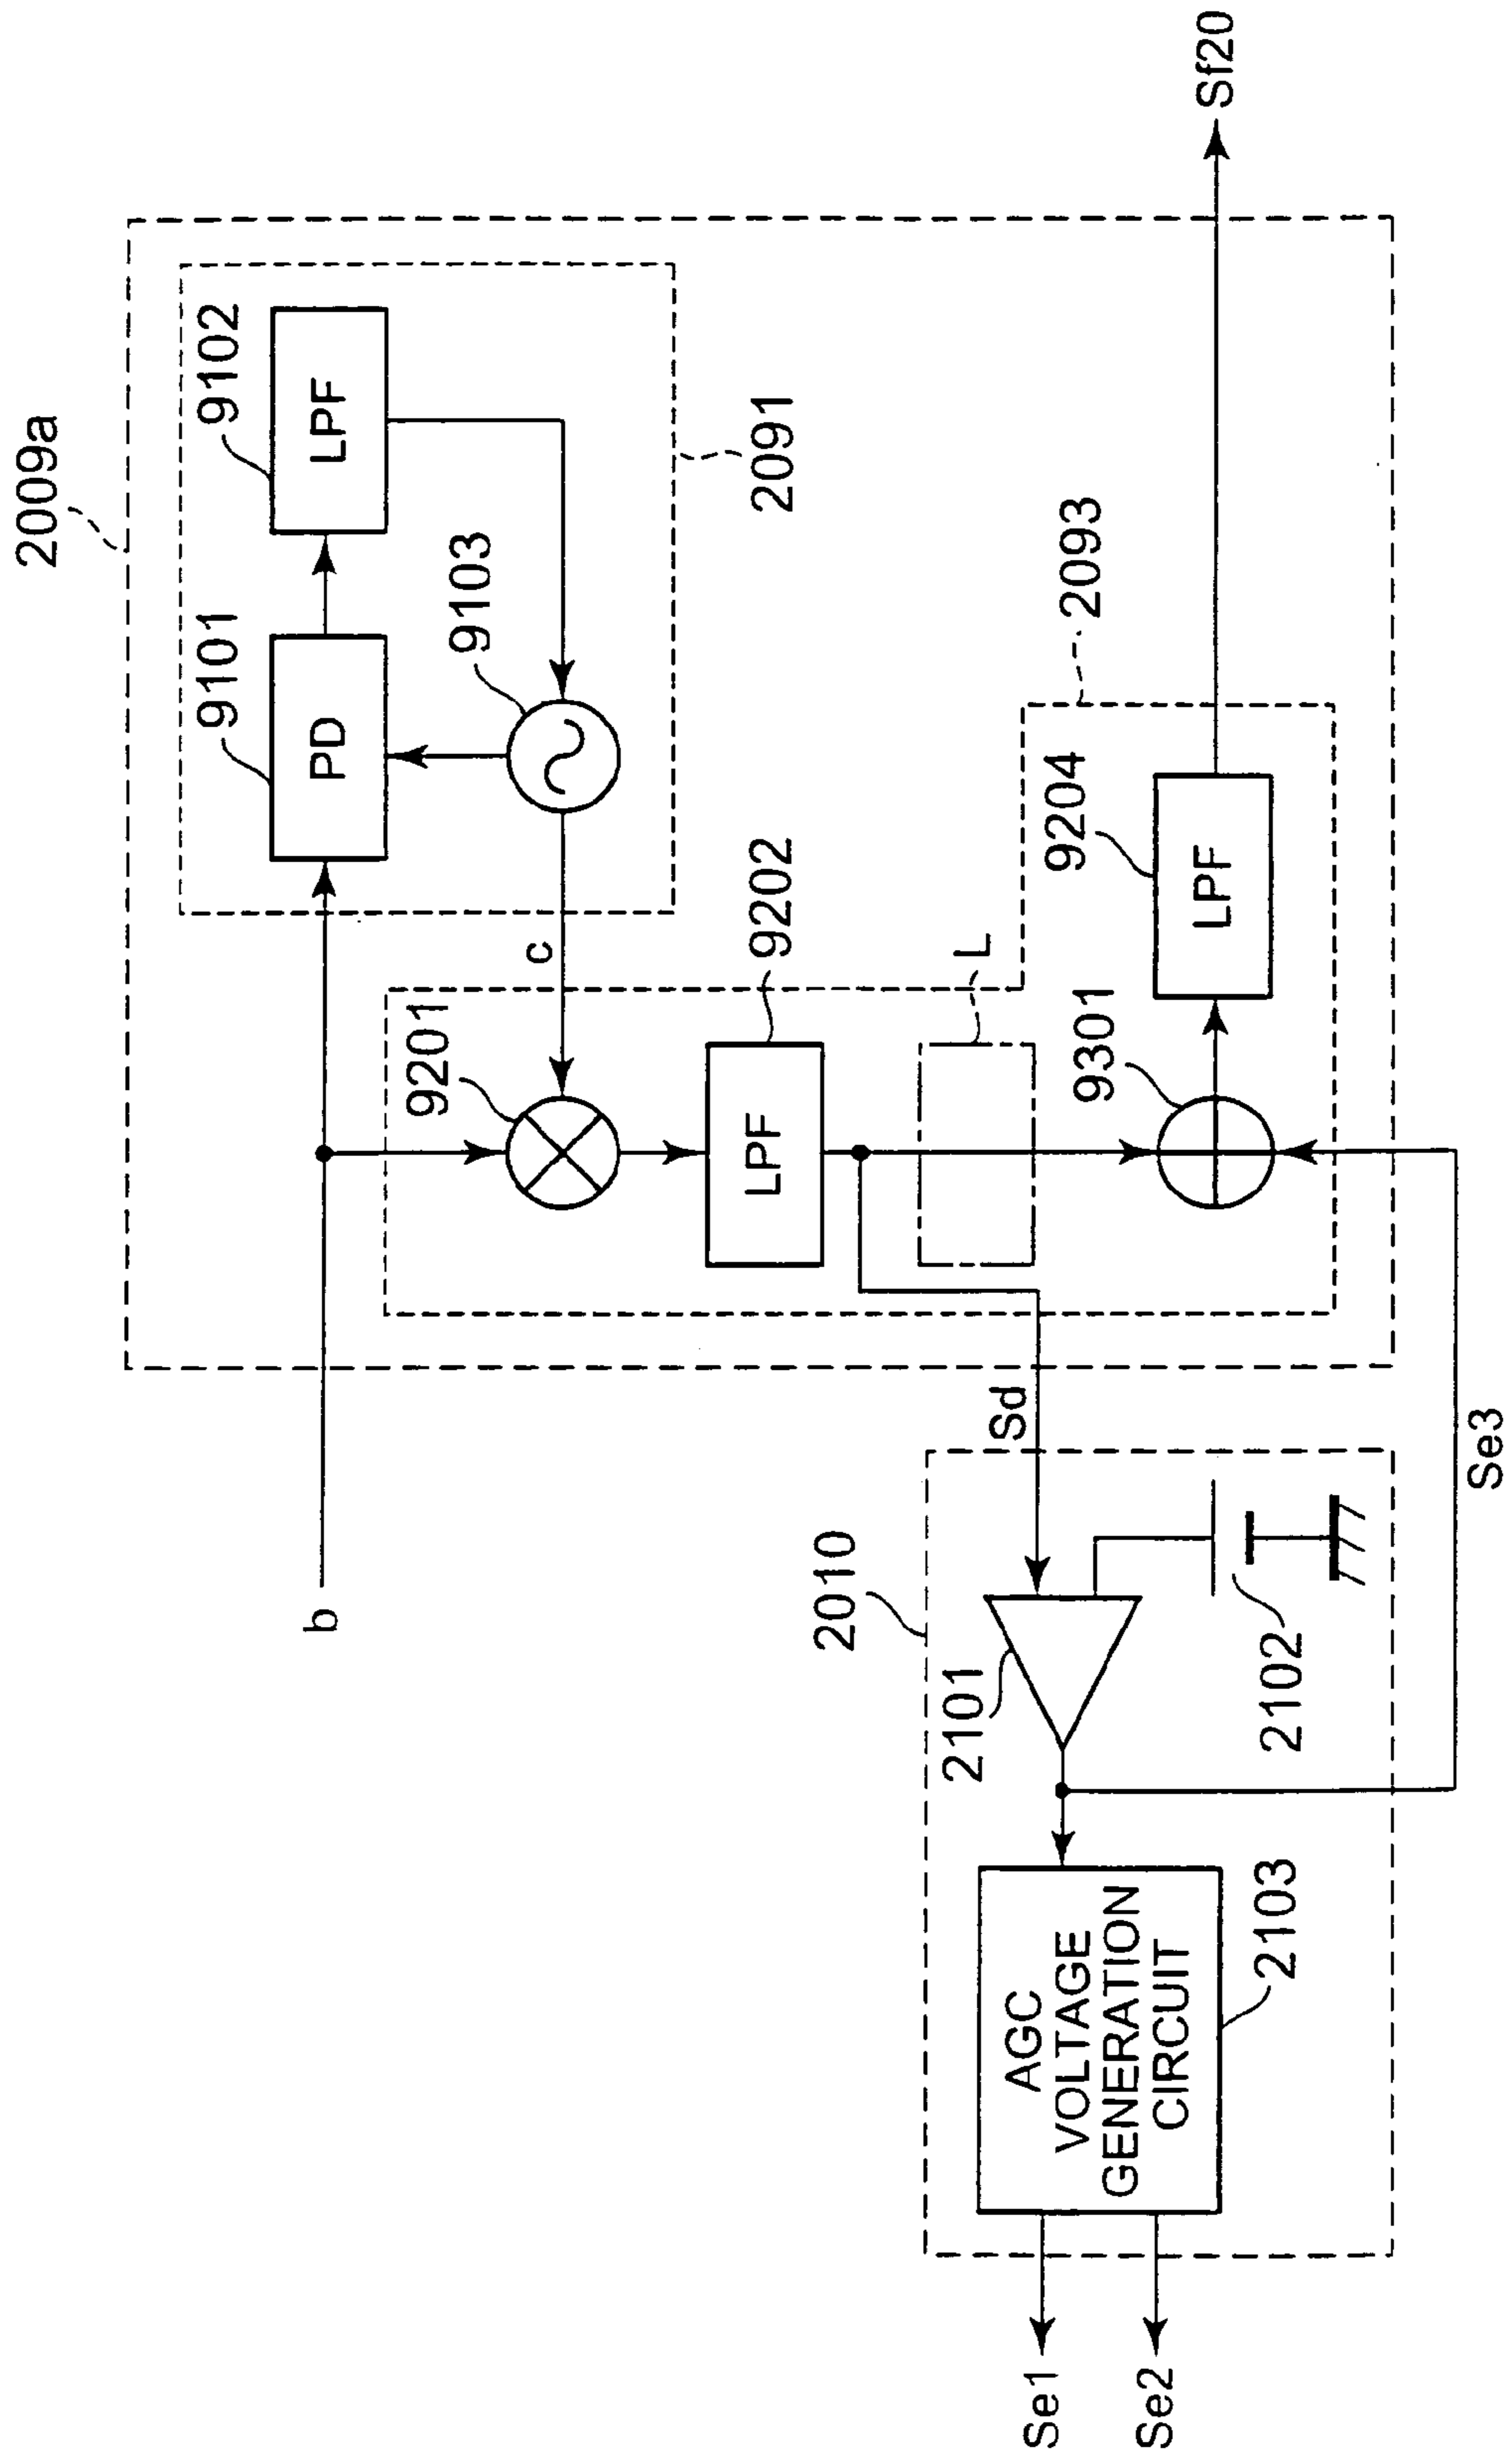 2009a
9101
PD
9102
LPF
9103
2091
b
c
9201
9202
LPF
L
2093
9301
9204
LPF
Sf20
2010
Sd
2101
2102
AGC
VOLTAGE
GENERATION
CIRCUIT
2103
Se1
Se2
Se3